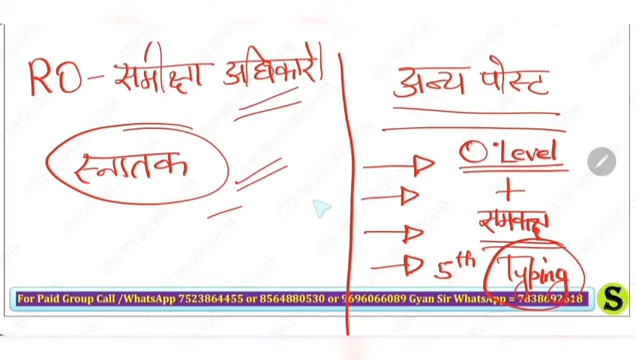 RO - समीक्षा अधिकारी
स्नातक
अन्य पोस्ट
O'Level
+
समकक्ष
5th Typing
For Paid Group Call /WhatsApp 7523864455 or 8564880530 or 9696066089 Gyan Sir WhatsApp = 7838692618
S